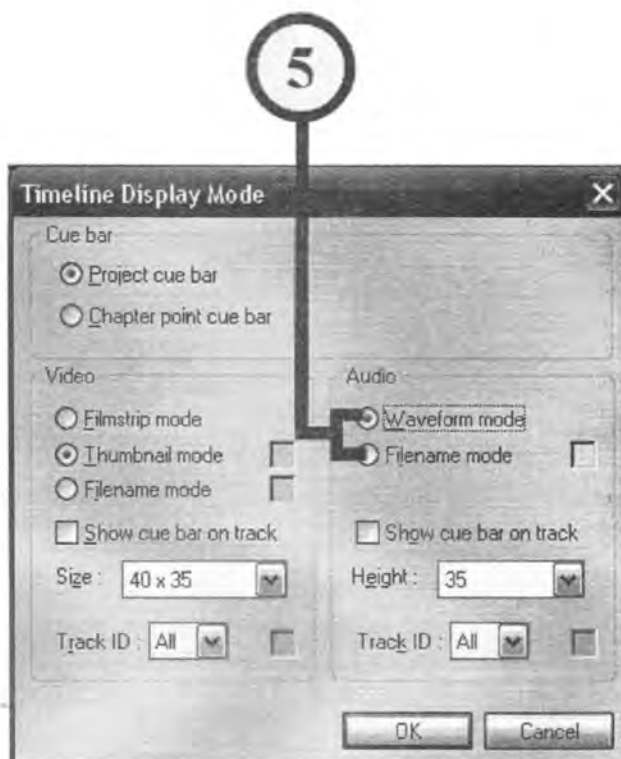 5
Timeline Display Mode
Cue bar
Project cue bar
Chapter point cue bar
Video
Filmstrip mode
Thumbnail mode
Filename mode
Show cue bar on track
Size : 40 x 35
Track ID : All
Audio
Waveform mode
Filename mode
Show cue bar on track
Height : 35
Track ID : All
OK
Cancel